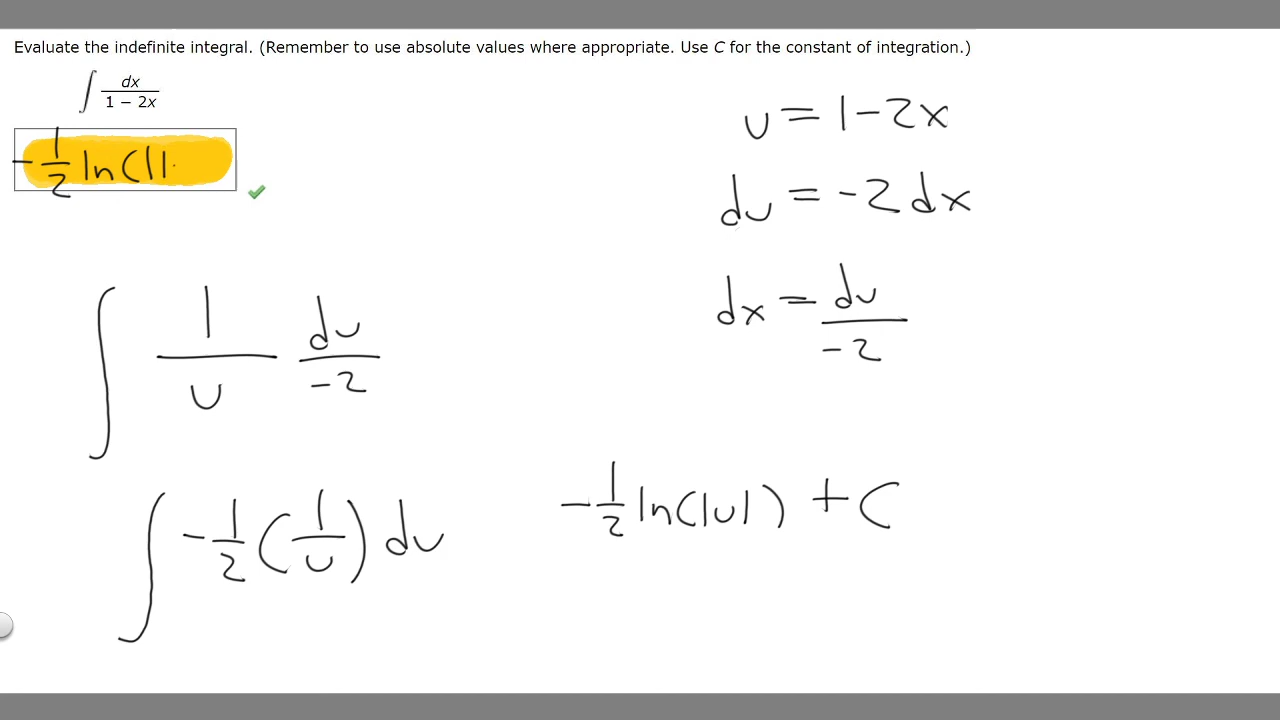 Evaluate the indefinite integral. (Remember to use absolute values where appropriate. Use C for the constant of integration.)
∫ dx / (1 − 2x)
-1/2 ln(|1
u = 1-2x
du = -2dx
dx = du/-2
∫ 1/u du/-2
∫ -1/2 (1/u) du
-1/2 ln(|u|) + C